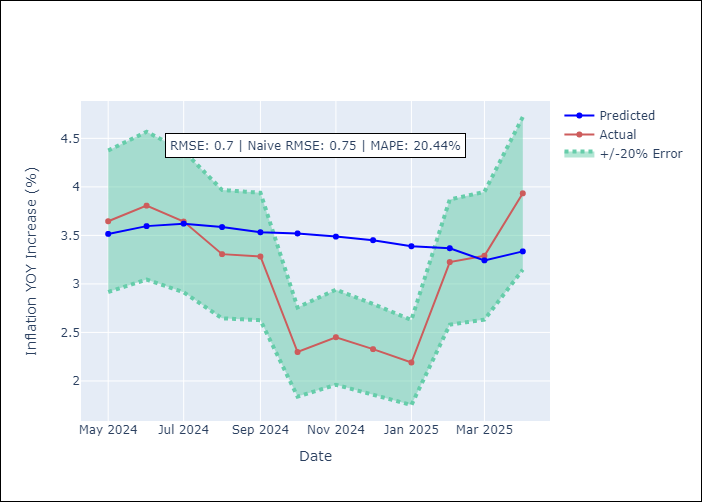 RMSE: 0.7 | Naive RMSE: 0.75 | MAPE: 20.44%
Predicted
Actual
+/-20% Error
4.5
4
3.5
3
2.5
2
Inflation YOY Increase (%)
May 2024
Jul 2024
Sep 2024
Nov 2024
Jan 2025
Mar 2025
Date